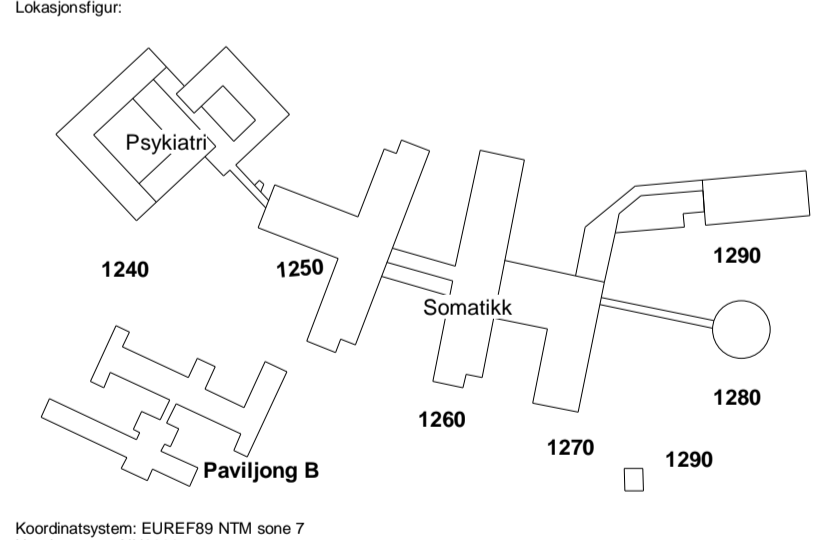 Lokasjonsfigur:
Psykiatri
1240
1250
1290
Somatikk
1280
1260
1270
1290
Paviljong B
Koordinatsystem: EUREF89 NTM sone 7